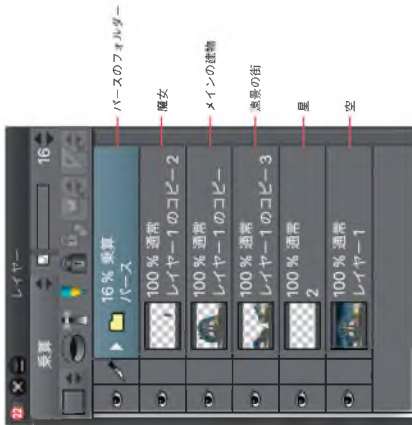 22
レイヤー
乗算
16
16 % 乗算
パース
パースのフォルダー
100 % 通常
レイヤー 1 のコピー 2
魔女
100 % 通常
レイヤー 1 のコピー
メインの建物
100 % 通常
レイヤー 1 のコピー 3
遠景の街
100 % 通常
2
星
100 % 通常
レイヤー 1
空